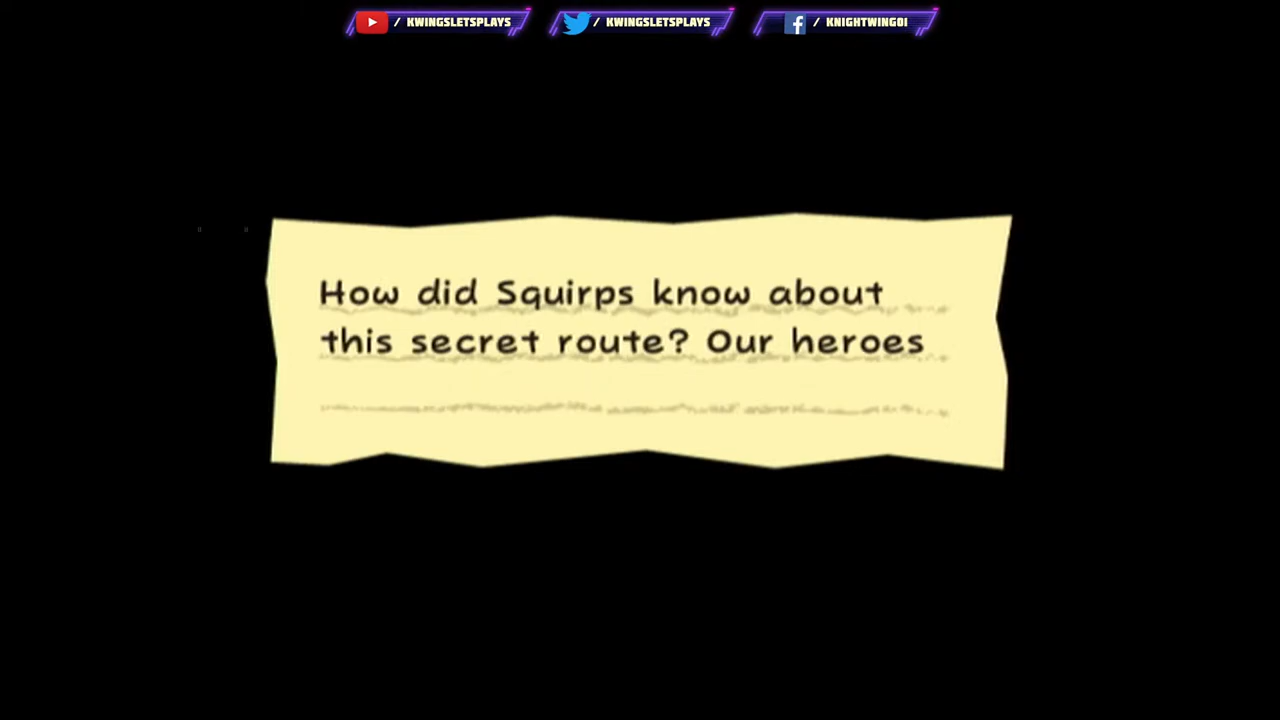 / KWINGSLETSPLAYS / KWINGSLETSPLAYS / KNIGHTWING01
How did Squirps know about
this secret route? Our heroes